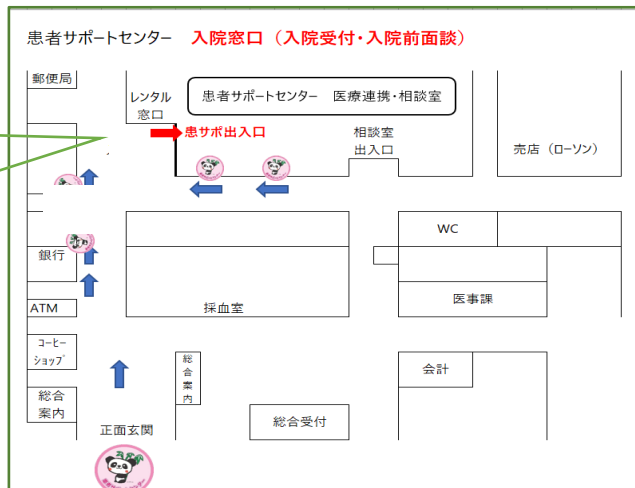 患者サポートセンター 入院窓口（入院受付・入院前面談）
郵便局
レンタル
窓口
患者サポートセンター 医療連携・相談室
患サポ出入口
相談室
出入口
売店（ローソン）
WC
銀行
ATM
採血室
医事課
コーヒー
ショップ
総合
案内
総
合
案
内
会計
総合受付
正面玄関